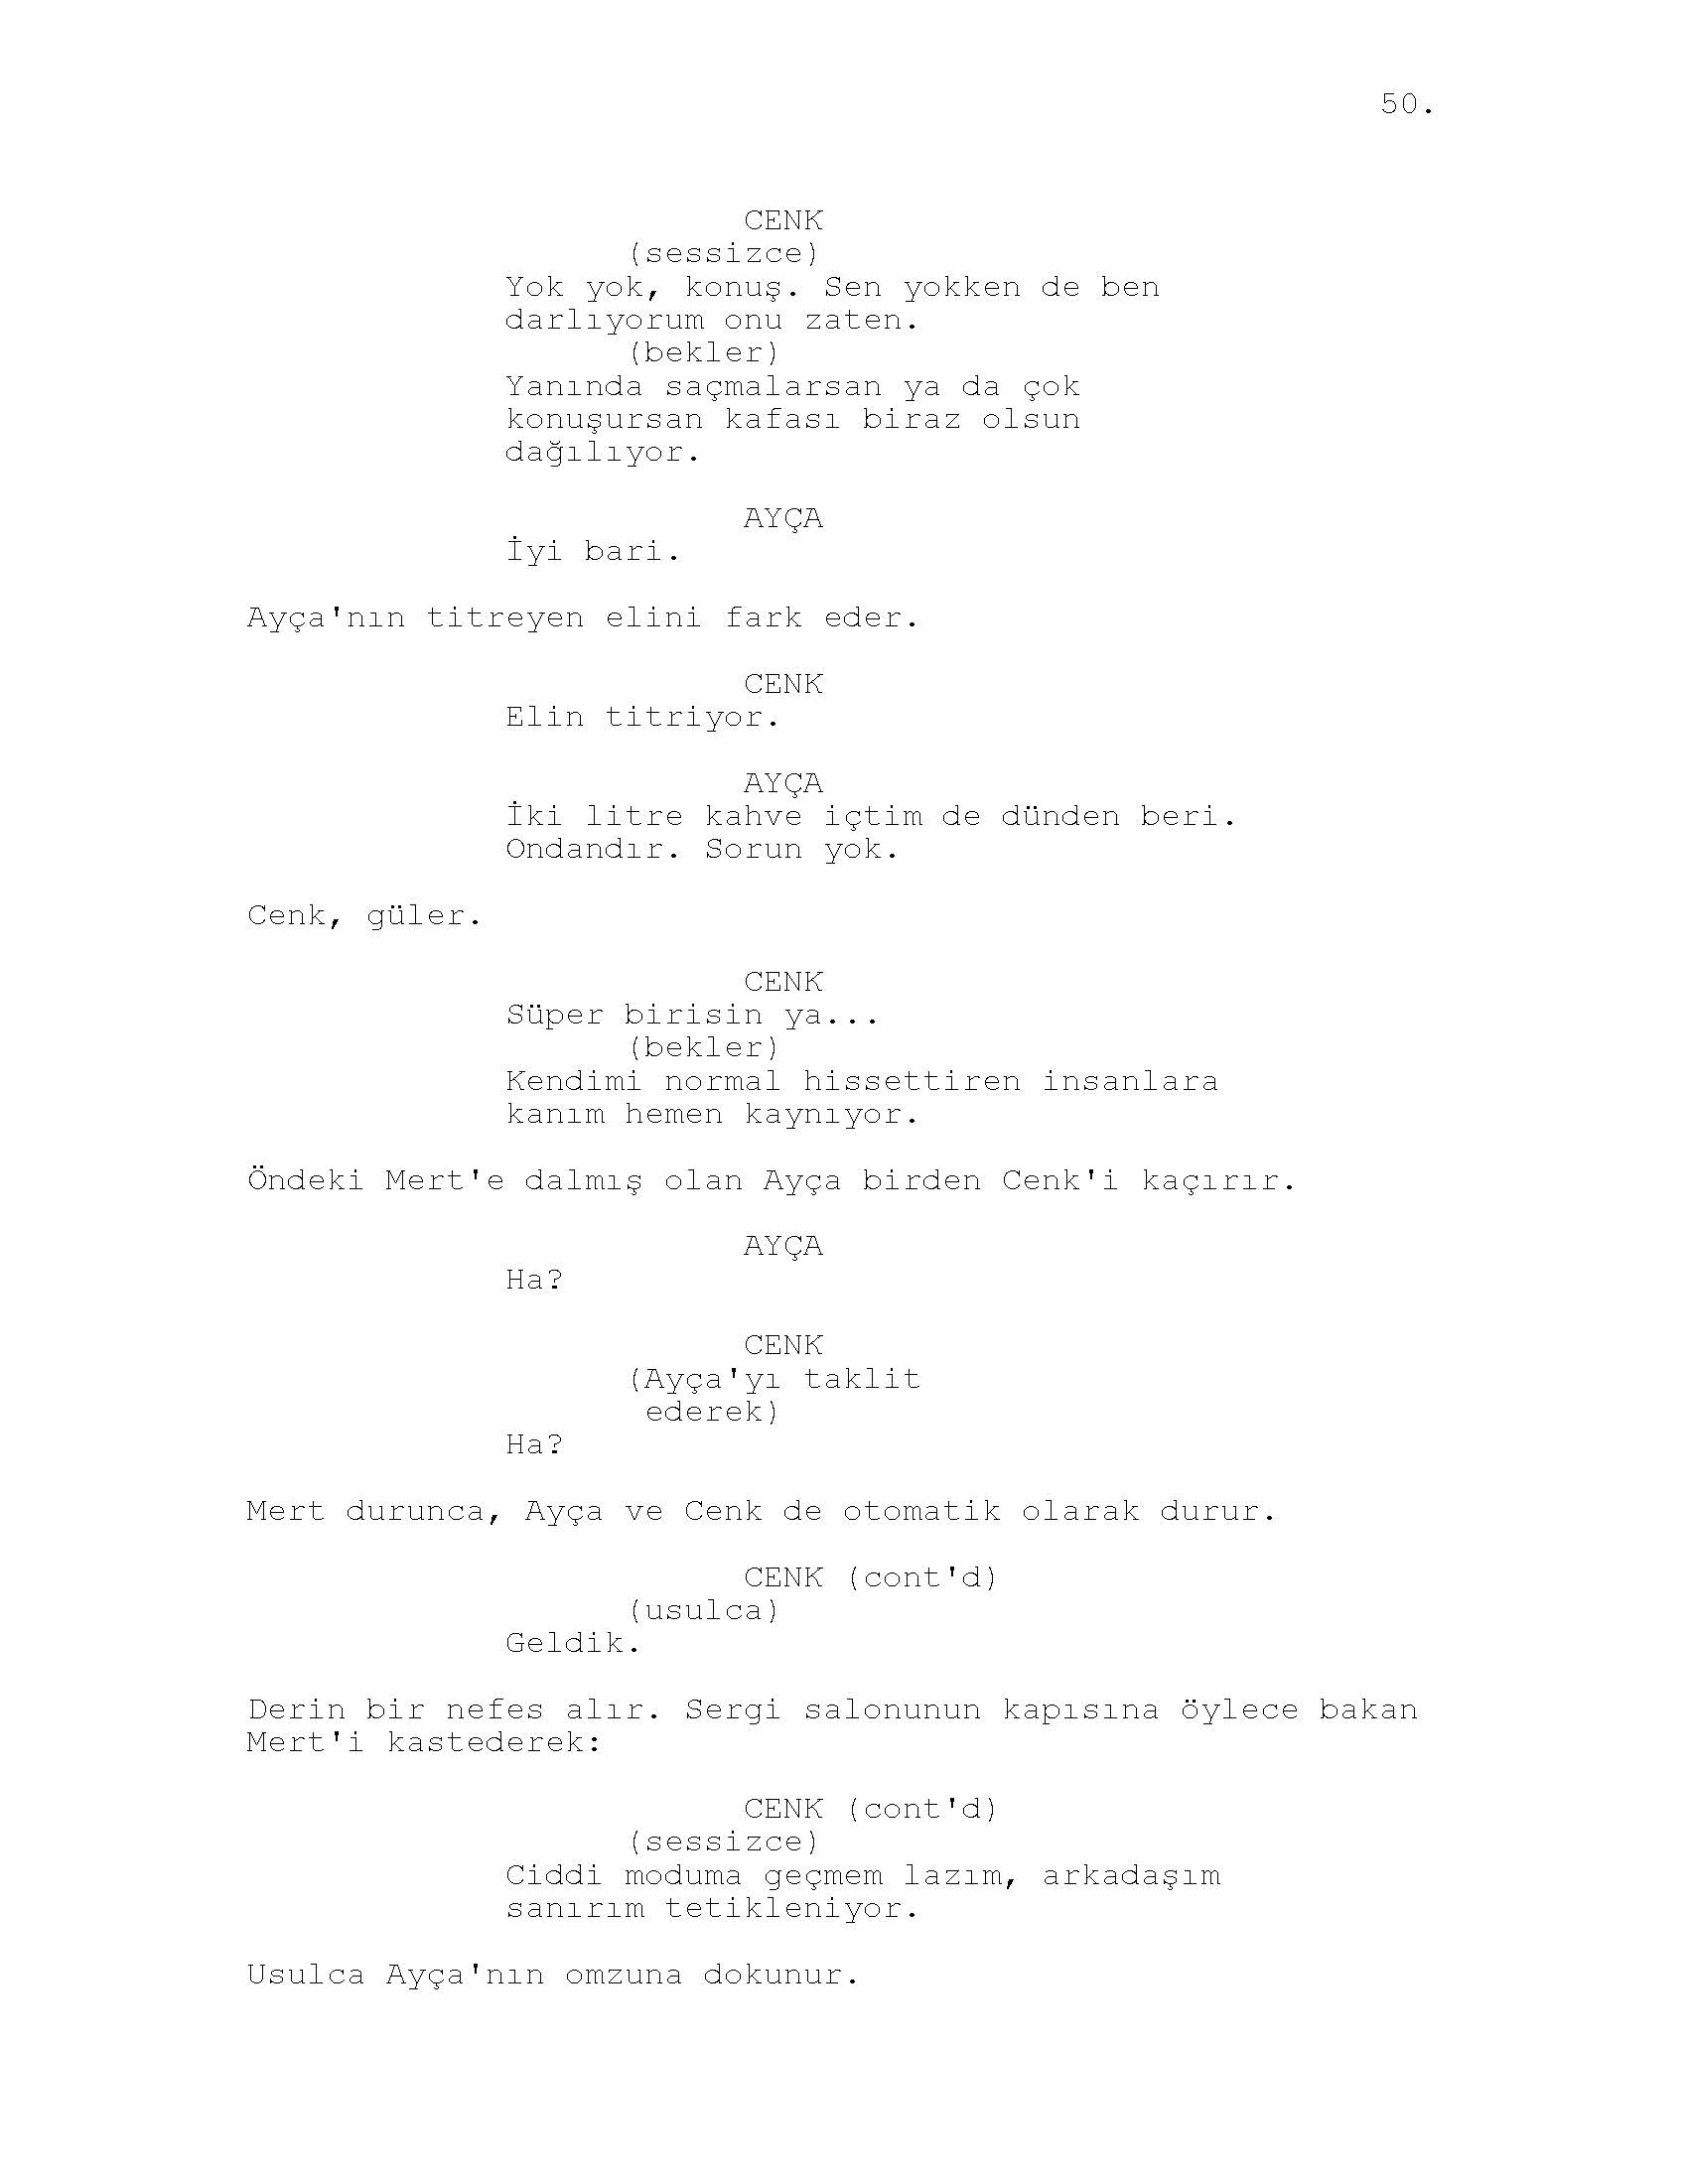 50.
CENK
(sessizce)
Yok yok, konuş. Sen yokken de ben
darlıyorum onu zaten.
(bekler)
Yanında saçmalarsan ya da çok
konuşursan kafası biraz olsun
dağılıyor.
AYÇA
İyi bari.
Ayça'nın titreyen elini fark eder.
CENK
Elin titriyor.
AYÇA
İki litre kahve içtim de dünden beri.
Ondandır. Sorun yok.
Cenk, güler.
CENK
Süper birisin ya...
(bekler)
Kendimi normal hissettiren insanlara
kanım hemen kaynıyor.
Öndeki Mert'e dalmış olan Ayça birden Cenk'i kaçırır.
AYÇA
Ha?
CENK
(Ayça'yı taklit
ederek)
Ha?
Mert durunca, Ayça ve Cenk de otomatik olarak durur.
CENK (cont'd)
(usulca)
Geldik.
Derin bir nefes alır. Sergi salonunun kapısına öylece bakan
Mert'i kastederek:
CENK (cont'd)
(sessizce)
Ciddi moduma geçmem lazım, arkadaşım
sanırım tetikleniyor.
Usulca Ayça'nın omzuna dokunur.